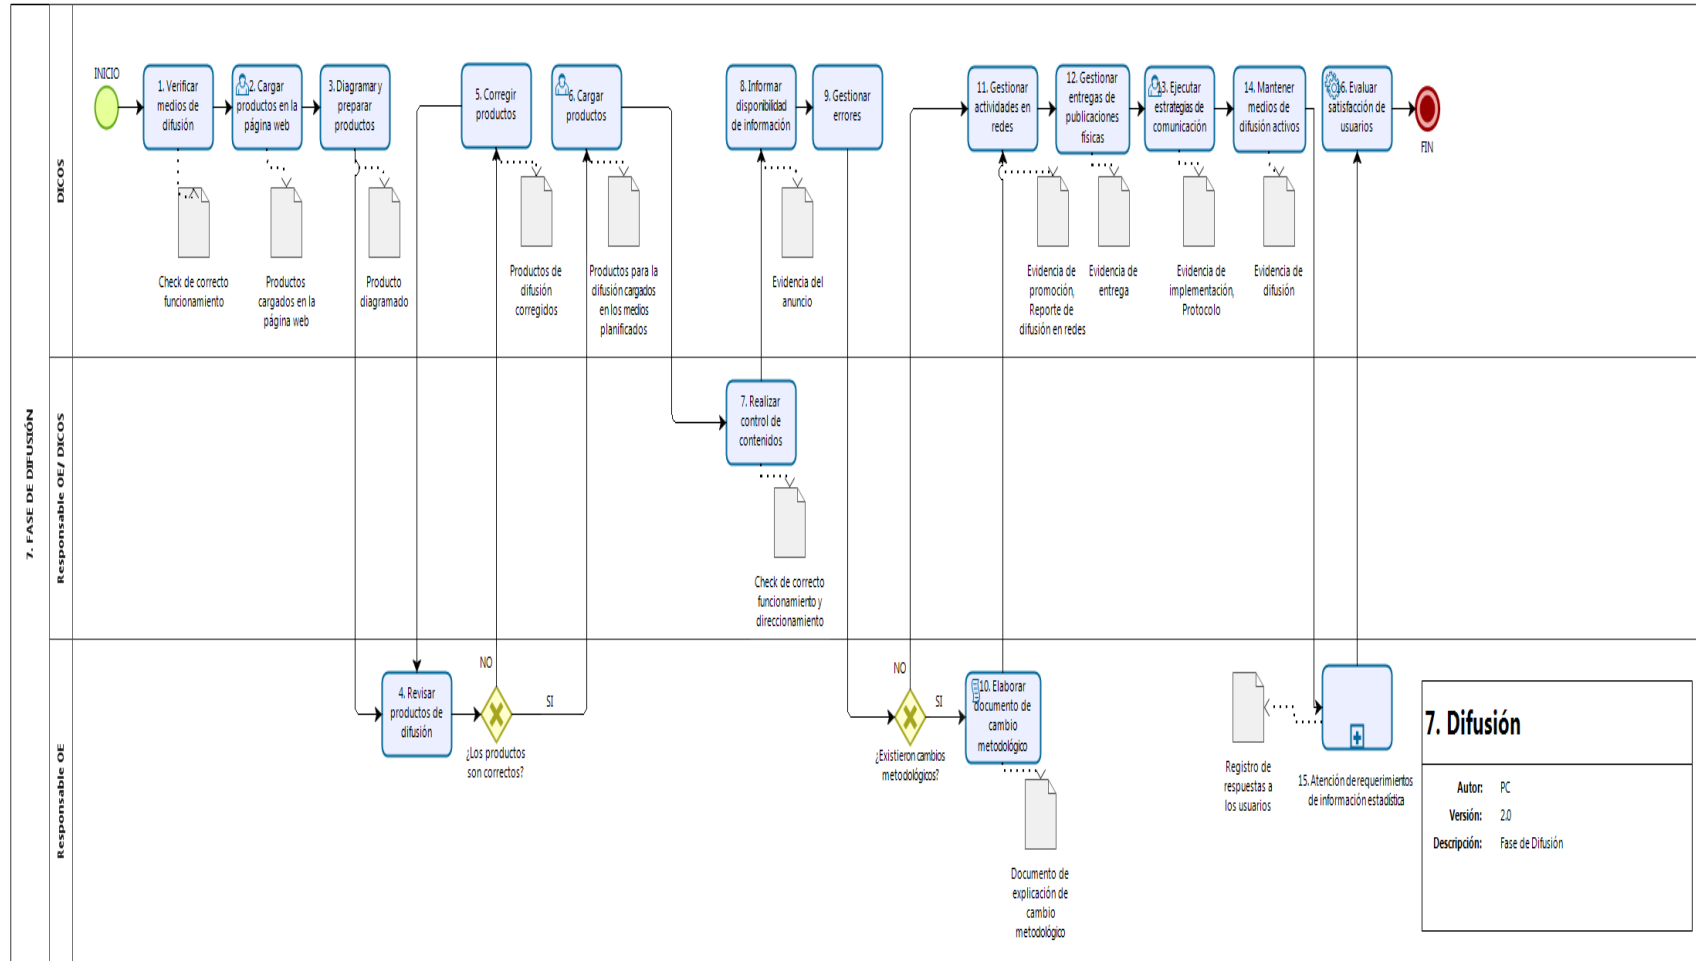 7. FASE DE DIFUSIÓN
DICOS
INICIO
1. Verificar
medios de
difusión
2. Cargar
productos en la
página web
3. Diagramar y
preparar
productos
5. Corregir
productos
6. Cargar
productos
8. Informar
disponibilidad
de información
9. Gestionar
errores
11. Gestionar
actividades en
redes
12. Gestionar
entregas de
publicaciones
físicas
13. Ejecutar
estrategias de
comunicación
14. Mantener
medios de
difusión activos
16. Evaluar
satisfacción de
usuarios
FIN
Check de correcto
funcionamiento
Productos
cargados en la
página web
Producto
diagramado
Productos de
difusión
corregidos
Productos para la
difusión cargados
en los medios
planificados
Evidencia del
anuncio
Evidencia de
promoción,
Reporte de
difusión en redes
Evidencia de
entrega
Evidencia de
implementación,
Protocolo
Evidencia de
difusión
Responsable OE/ DICOS
7. Realizar
control de
contenidos
Check de correcto
funcionamiento y
direccionamiento
Responsable OE
4. Revisar
productos de
difusión
NO
SI
¿Los productos
son correctos?
NO
SI
¿Existieron cambios
metodológicos?
10. Elaborar
documento de
cambio
metodológico
Documento de
explicación de
cambio
metodológico
Registro de
respuestas a
los usuarios
15. Atención de requerimientos
de información estadística
7. Difusión
Autor: PC
Versión: 2.0
Descripción: Fase de Difusión